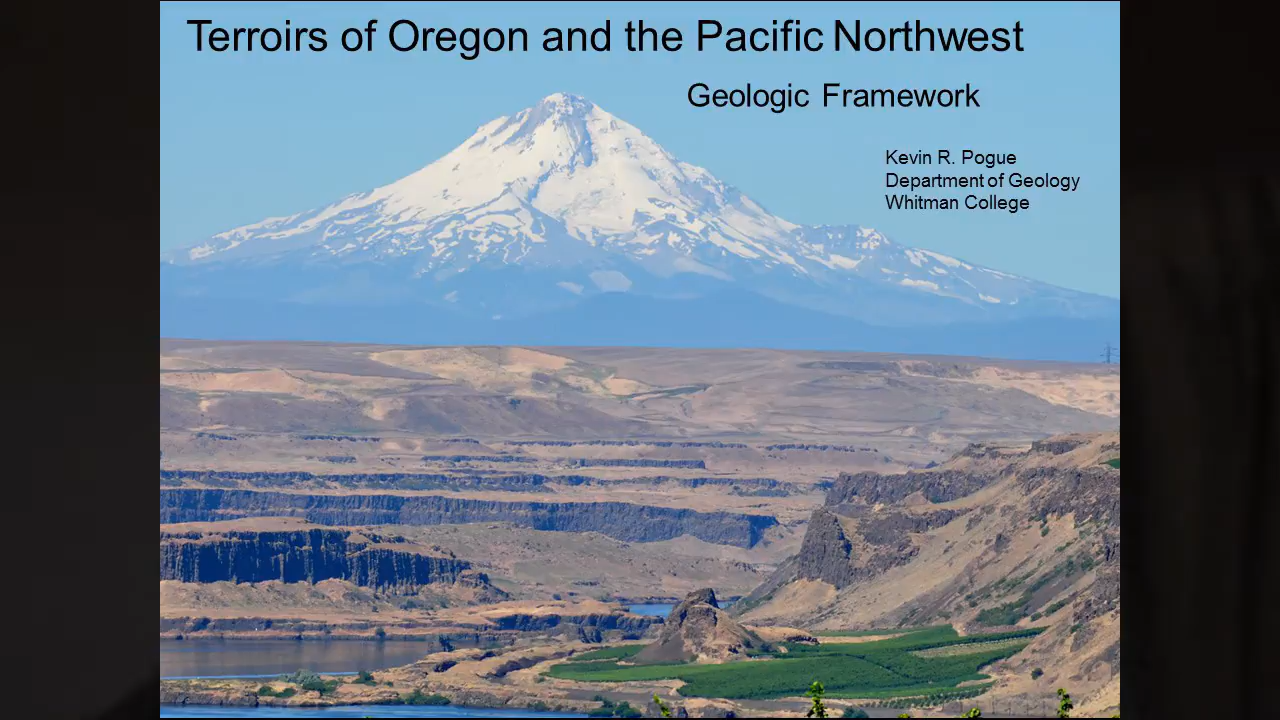 Terroirs of Oregon and the Pacific Northwest
Geologic Framework
Kevin R. Pogue
Department of Geology
Whitman College